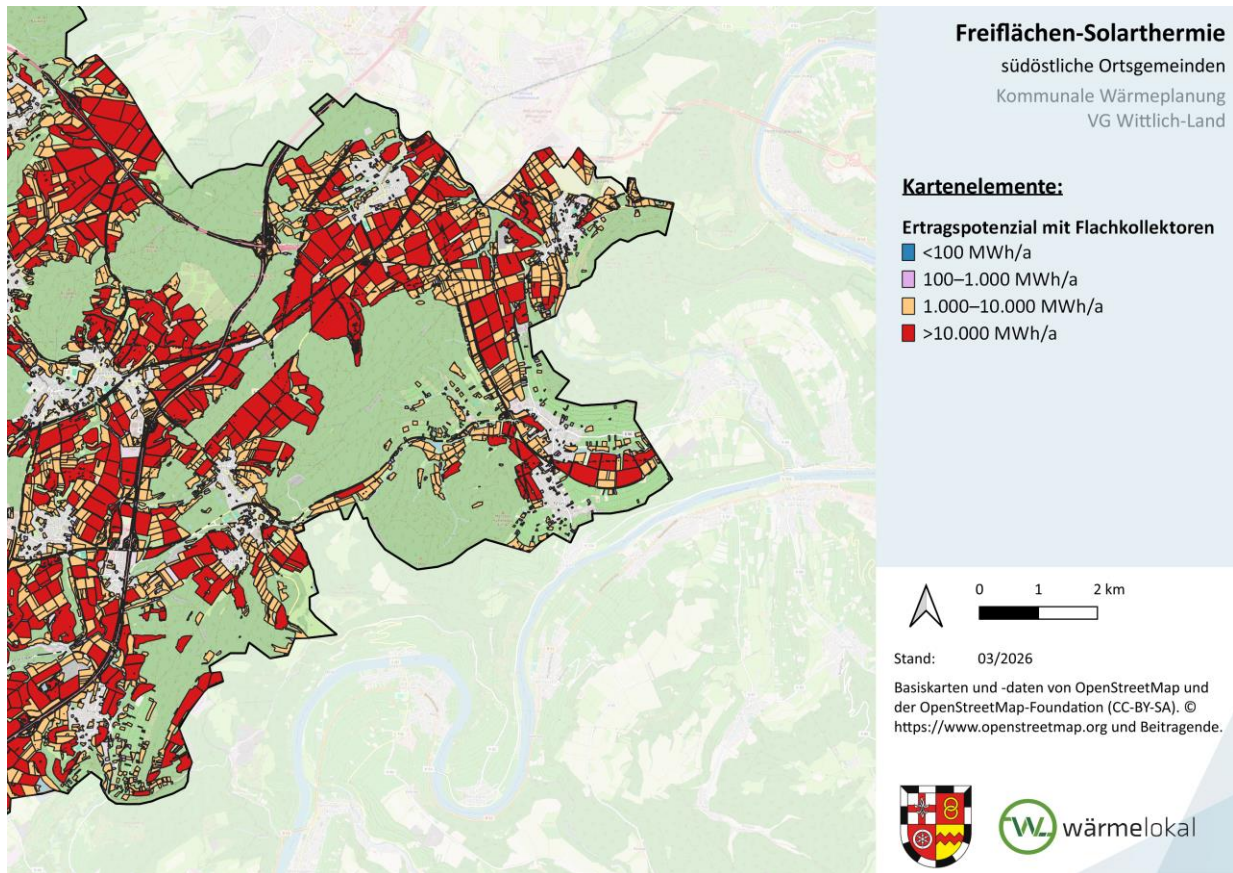 Freiflächen-Solarthermie
südöstliche Ortsgemeinden
Kommunale Wärmeplanung
VG Wittlich-Land
Kartenelemente:
Ertragspotenzial mit Flachkollektoren
<100 MWh/a
100–1.000 MWh/a
1.000–10.000 MWh/a
>10.000 MWh/a
0 1 2 km
Stand: 03/2026
Basiskarten und -daten von OpenStreetMap und
der OpenStreetMap-Foundation (CC-BY-SA). ©
https://www.openstreetmap.org und Beitragende.
wärmelokal